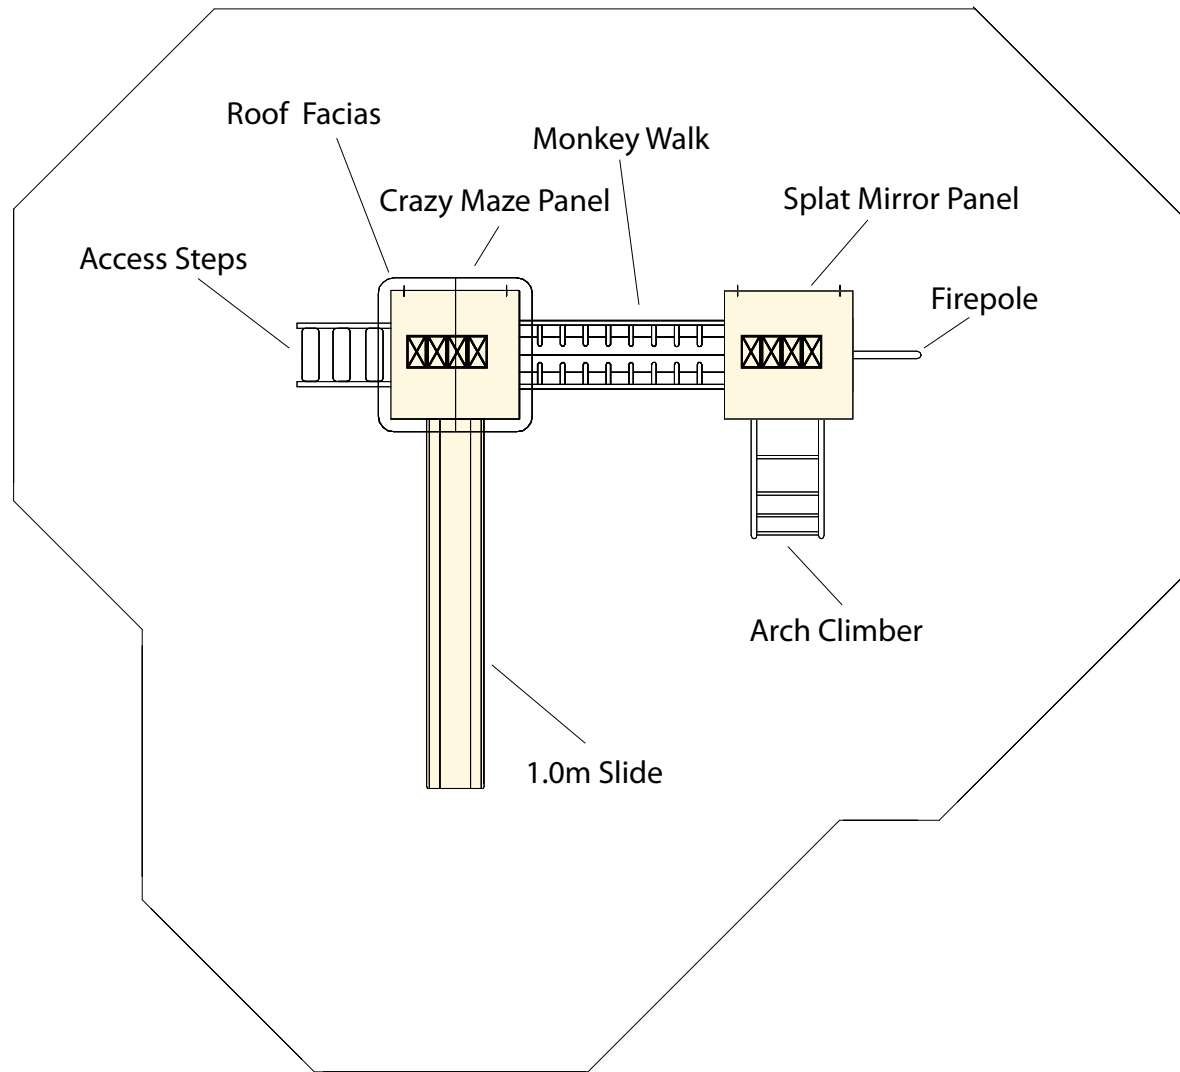 Roof Facias
Monkey Walk
Crazy Maze Panel
Splat Mirror Panel
Access Steps
Firepole
Arch Climber
1.0m Slide